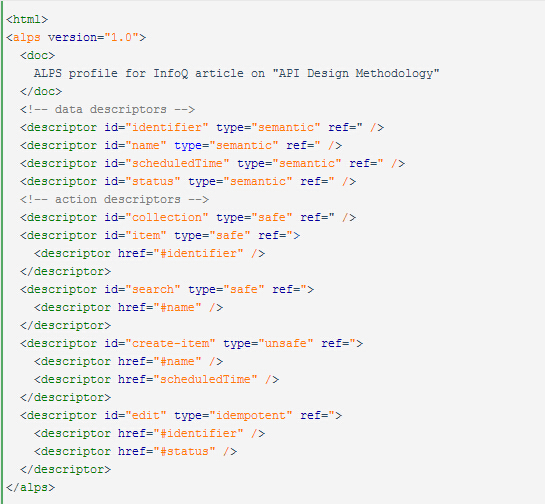 <html>
<alps version="1.0">
<doc>
ALPS profile for InfoQ article on "API Design Methodology"
</doc>
<!-- data descriptors -->
<descriptor id="identifier" type="semantic" ref=" />
<descriptor id="name" type="semantic" ref=" />
<descriptor id="scheduledTime" type="semantic" ref=" />
<descriptor id="status" type="semantic" ref=" />
<!-- action descriptors -->
<descriptor id="collection" type="safe" ref=" />
<descriptor id="item" type="safe" ref=">
<descriptor href="#identifier" />
</descriptor>
<descriptor id="search" type="safe" ref=">
<descriptor href="#name" />
</descriptor>
<descriptor id="create-item" type="unsafe" ref=">
<descriptor href="#name" />
<descriptor href="scheduledTime" />
</descriptor>
<descriptor id="edit" type="idempotent" ref=">
<descriptor href="#identifier" />
<descriptor href="#status" />
</descriptor>
</alps>